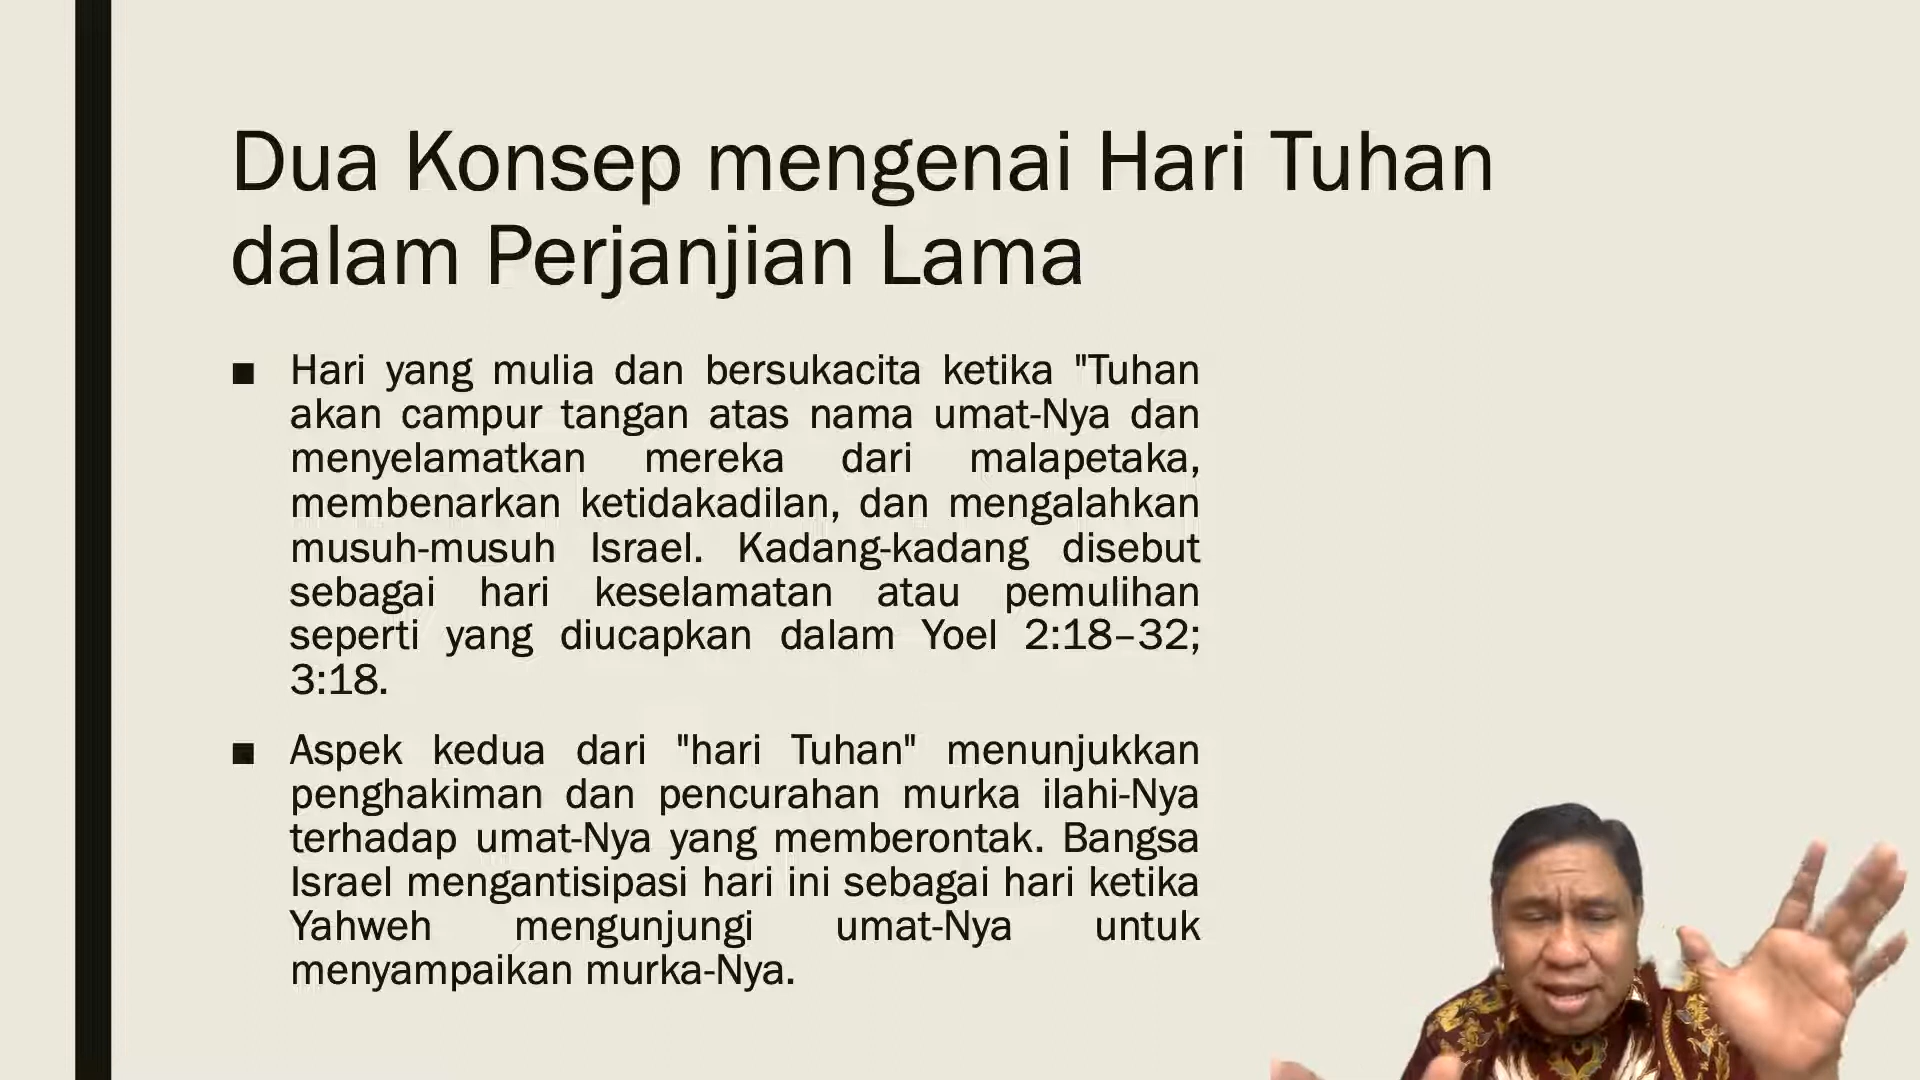 Dua Konsep mengenai Hari Tuhan
dalam Perjanjian Lama
■ Hari yang mulia dan bersukacita ketika "Tuhan
akan campur tangan atas nama umat-Nya dan
menyelamatkan mereka dari malapetaka,
membenarkan ketidakadilan, dan mengalahkan
musuh-musuh Israel. Kadang-kadang disebut
sebagai hari keselamatan atau pemulihan
seperti yang diucapkan dalam Yoel 2:18–32;
3:18.
■ Aspek kedua dari "hari Tuhan" menunjukkan
penghakiman dan pencurahan murka ilahi-Nya
terhadap umat-Nya yang memberontak. Bangsa
Israel mengantisipasi hari ini sebagai hari ketika
Yahweh mengunjungi umat-Nya untuk
menyampaikan murka-Nya.